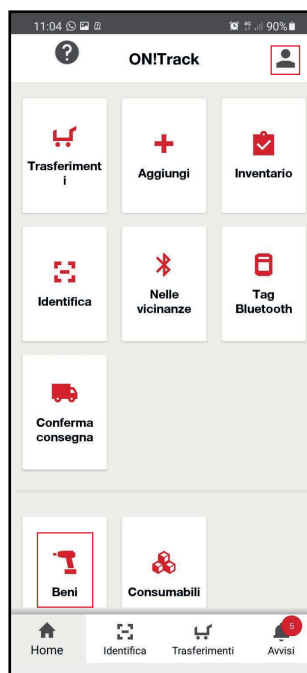 11:04
90%
ON!Track
Trasferiment
i
Aggiungi
Inventario
Identifica
Nelle
vicinanze
Tag
Bluetooth
Conferma
consegna
Beni
Consumabili
5
Home
Identifica
Trasferimenti
Avvisi